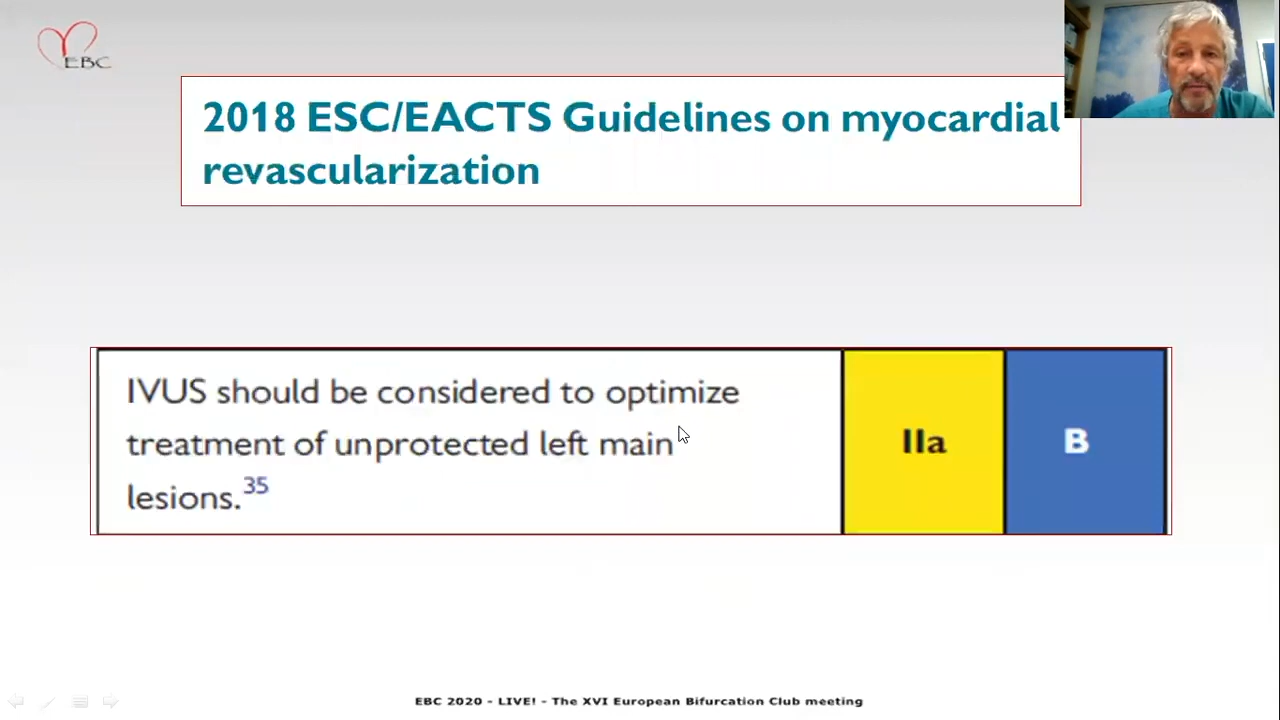 EBC
2018 ESC/EACTS Guidelines on myocardial
revascularization
IVUS should be considered to optimize
treatment of unprotected left main
lesions.35
IIa
B
EBC 2020 - LIVE! - The XVI European Bifurcation Club meeting